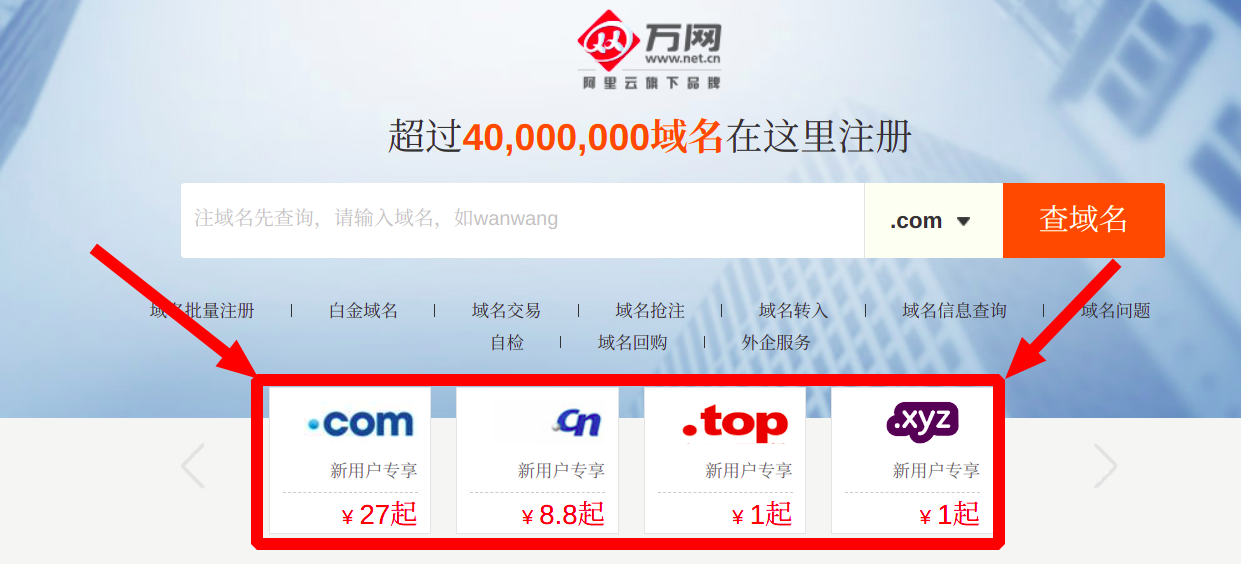 万网
www.net.cn
阿里云旗下品牌
超过40,000,000域名在这里注册
注域名先查询，请输入域名，如wanwang
.com
查域名
域名批量注册 | 白金域名 | 域名交易 | 域名抢注 | 域名转入 | 域名信息查询 | 域名问题
自检 | 域名回购 | 外企服务
.com .cn .top .xyz
新用户专享 新用户专享 新用户专享 新用户专享
¥27起 ¥8.8起 ¥1起 ¥1起